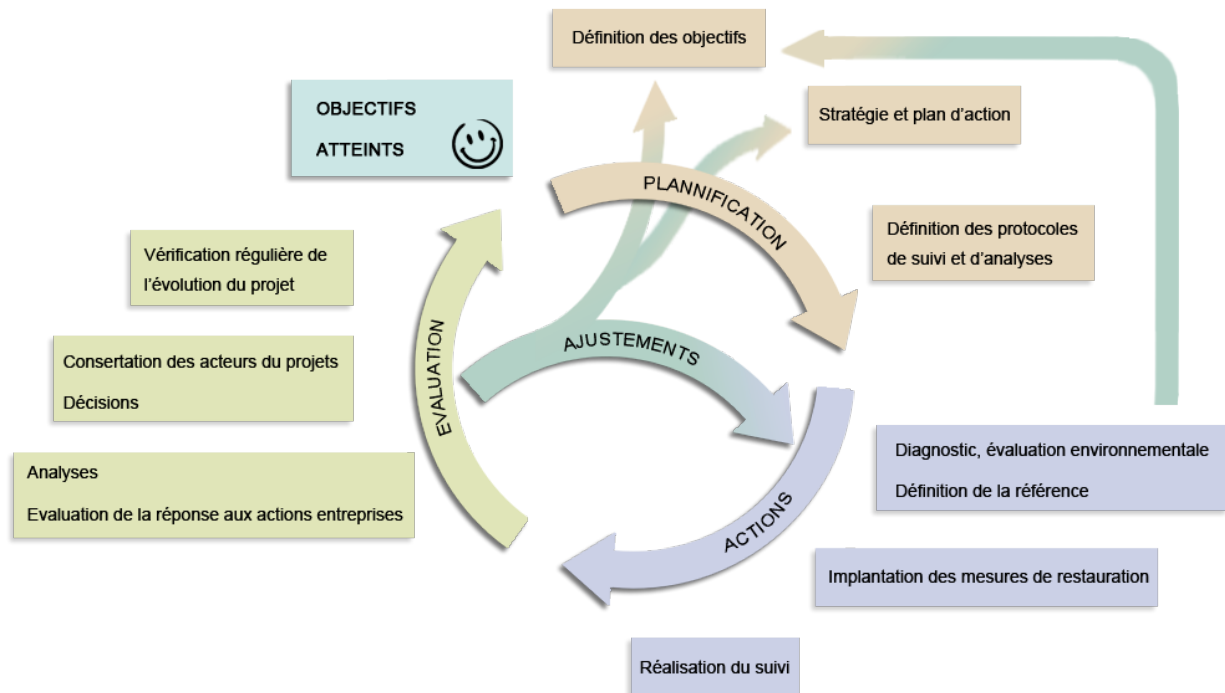 Définition des objectifs
OBJECTIFS
ATTEINTS
Stratégie et plan d'action
PLANNIFICATION
Définition des protocoles
de suivi et d'analyses
Vérification régulière de
l'évolution du projet
Consertation des acteurs du projets
Décisions
EVALUATION
AJUSTEMENTS
Analyses
Evaluation de la réponse aux actions entreprises
Diagnostic, évaluation environnementale
Définition de la référence
ACTIONS
Implantation des mesures de restauration
Réalisation du suivi